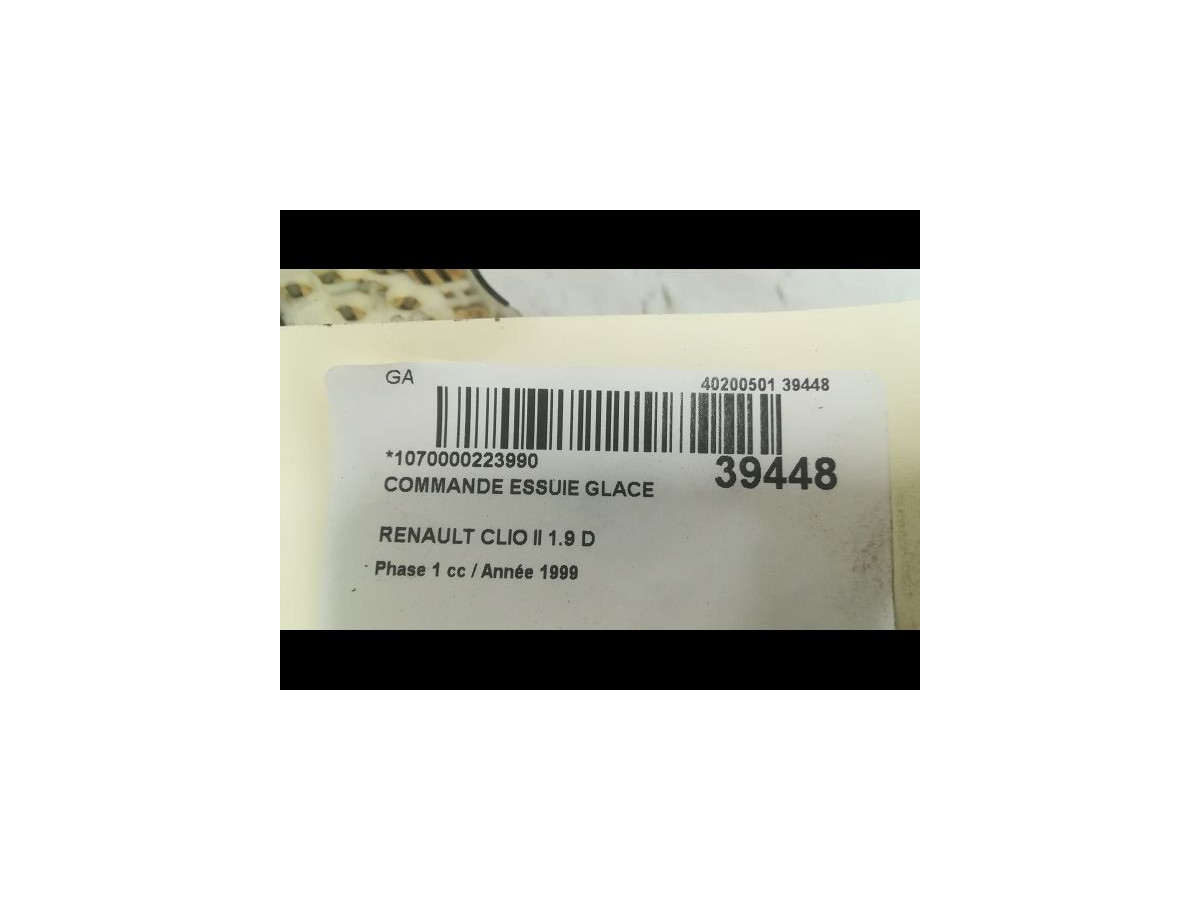 GA
40200501 39448
*1070000223990
39448
COMMANDE ESSUIE GLACE
RENAULT CLIO II 1.9 D
Phase 1 cc / Année 1999